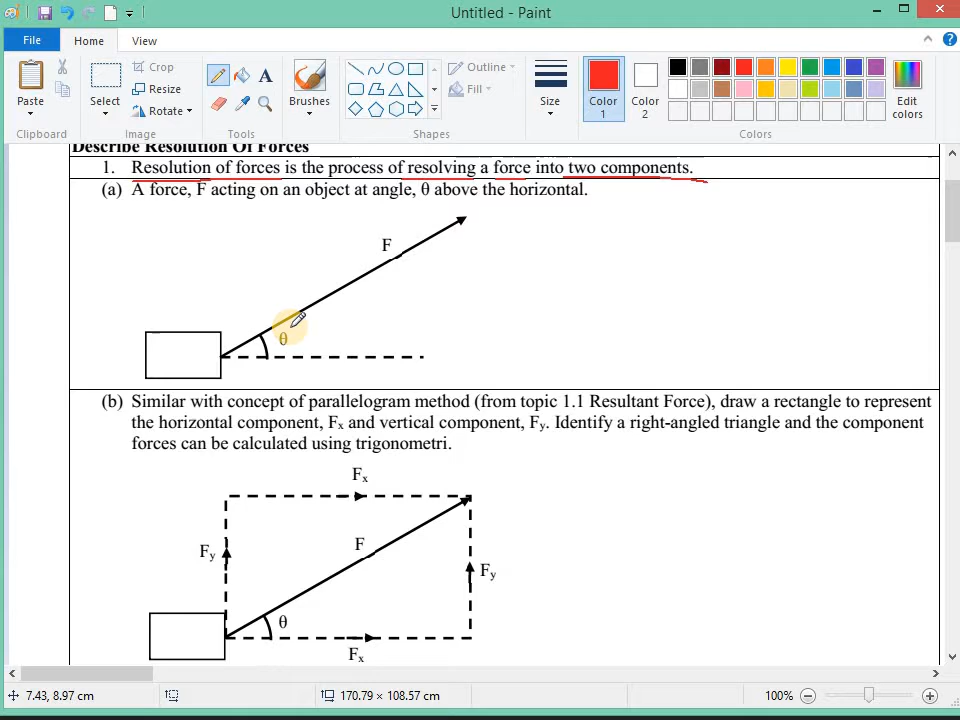 Untitled - Paint
File
Home
View
Paste
Select
Crop
Resize
Rotate
A
Brushes
Outline
Fill
Size
Color
1
Color
2
Edit
colors
Clipboard
Image
Tools
Shapes
Colors
Describe Resolution Of Forces
1. Resolution of forces is the process of resolving a force into two components.
(a) A force, F acting on an object at angle, θ above the horizontal.
F
θ
(b) Similar with concept of parallelogram method (from topic 1.1 Resultant Force), draw a rectangle to represent
the horizontal component, Fx and vertical component, Fy. Identify a right-angled triangle and the component
forces can be calculated using trigonometri.
Fx
Fy
F
Fy
θ
Fx
7.43, 8.97 cm
170.79 × 108.57 cm
100%